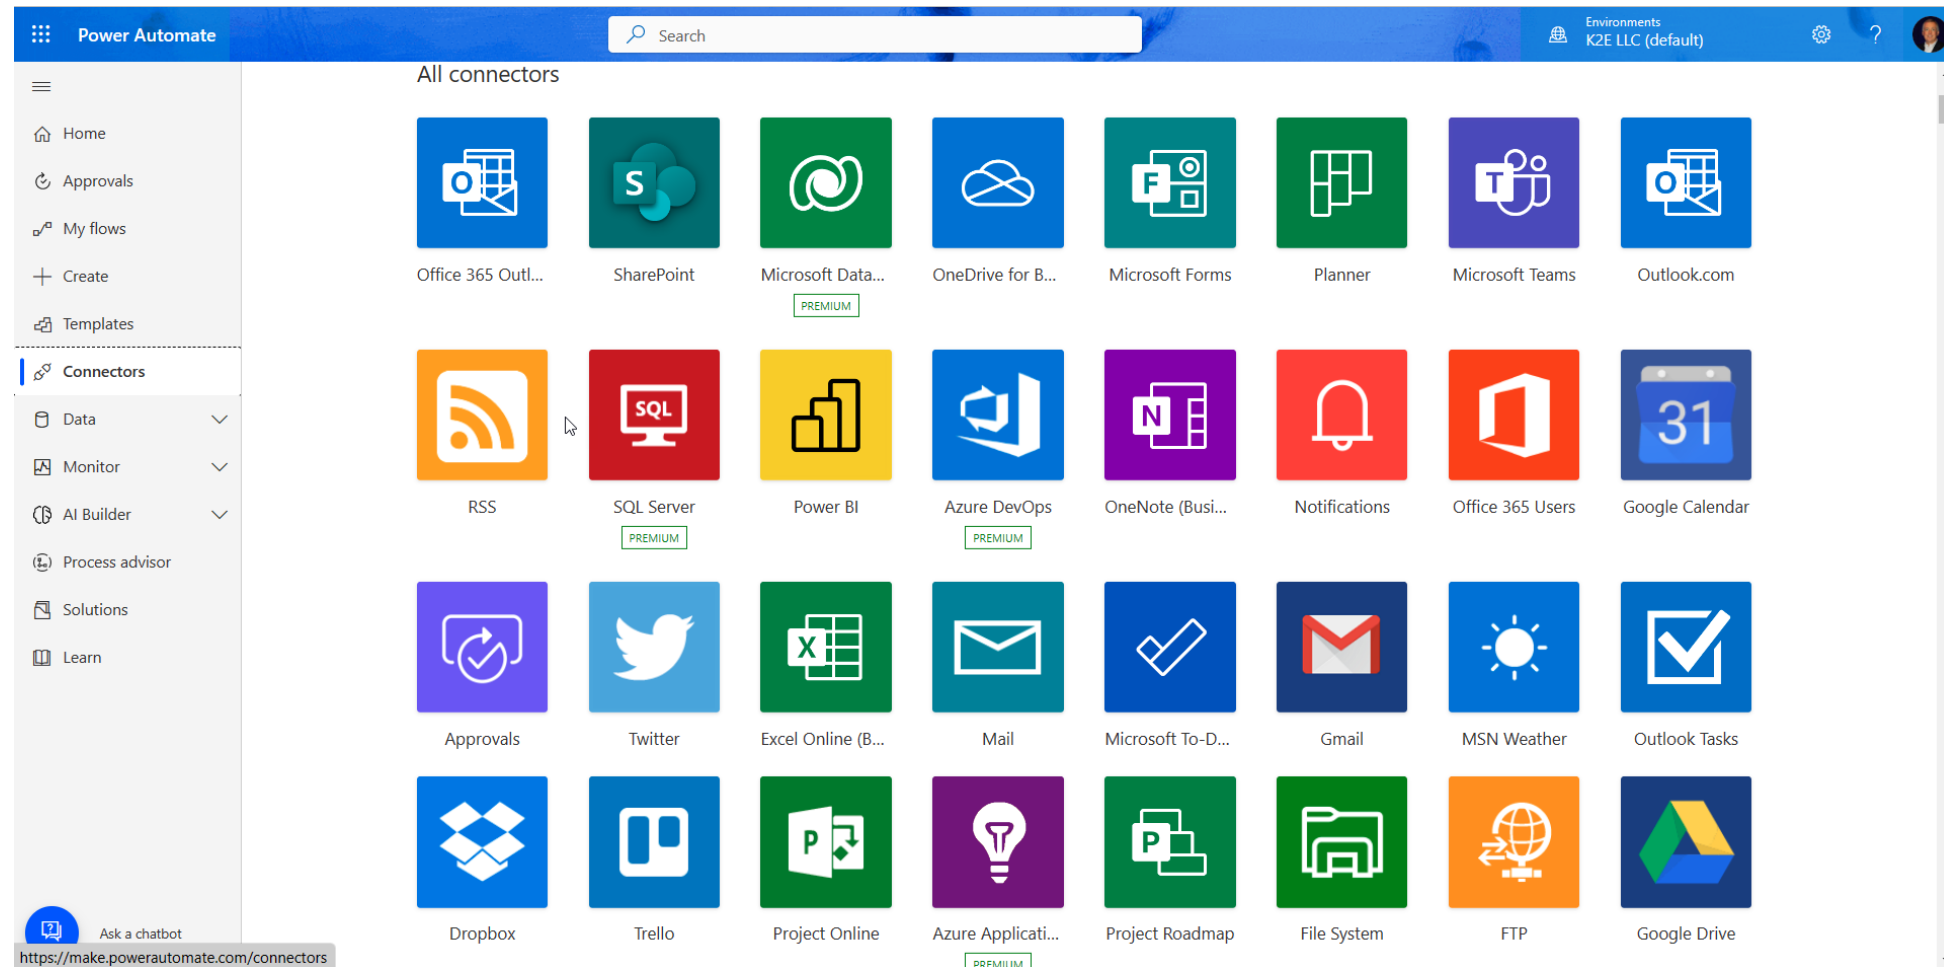 Power Automate
Search
Environments
K2E LLC (default)
?
All connectors
Home
Approvals
My flows
Create
Templates
Connectors
Data
Monitor
AI Builder
Process advisor
Solutions
Learn
Ask a chatbot
https://make.powerautomate.com/connectors
O
S
F
T
O
Office 365 Outl...
SharePoint
Microsoft Data...
OneDrive for B...
Microsoft Forms
Planner
Microsoft Teams
Outlook.com
PREMIUM
SQL
N
31
RSS
SQL Server
Power BI
Azure DevOps
OneNote (Busi...
Notifications
Office 365 Users
Google Calendar
PREMIUM
PREMIUM
X
Approvals
Twitter
Excel Online (B...
Mail
Microsoft To-D...
Gmail
MSN Weather
Outlook Tasks
P
P
Dropbox
Trello
Project Online
Azure Applicati...
Project Roadmap
File System
FTP
Google Drive
PREMIUM